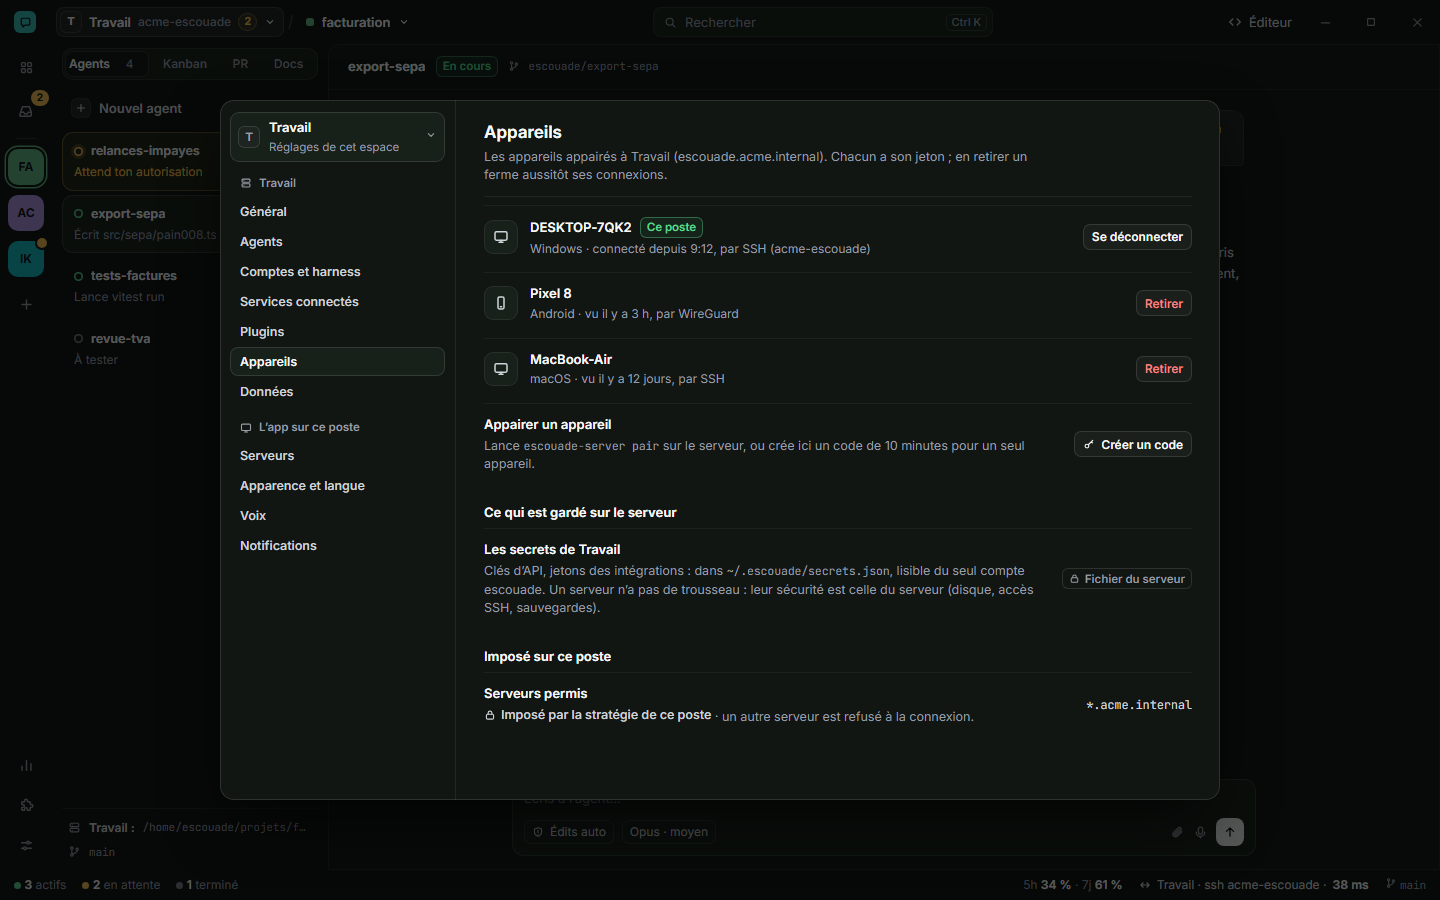 T Travail acme-escouade 2
/ facturation
Rechercher
Ctrl K
Éditeur
Agents 4
Kanban
PR
Docs
export-sepa
En cours
escouade/export-sepa
2
Nouvel agent
FA
AC
IK
relances-impayes
Attend ton autorisation
export-sepa
Écrit src/sepa/pain008.ts
tests-factures
Lance vitest run
revue-tva
À tester
T
Travail
Réglages de cet espace
Travail
Général
Agents
Comptes et harness
Services connectés
Plugins
Appareils
Données
L’app sur ce poste
Serveurs
Apparence et langue
Voix
Notifications
Appareils
Les appareils appairés à Travail (escouade.acme.internal). Chacun a son jeton ; en retirer un
ferme aussitôt ses connexions.
DESKTOP-7QK2 Ce poste
Windows · connecté depuis 9:12, par SSH (acme-escouade)
Se déconnecter
Pixel 8
Android · vu il y a 3 h, par WireGuard
Retirer
MacBook-Air
macOS · vu il y a 12 jours, par SSH
Retirer
Appairer un appareil
Lance escouade-server pair sur le serveur, ou crée ici un code de 10 minutes pour un seul
appareil.
Créer un code
Ce qui est gardé sur le serveur
Les secrets de Travail
Clés d’API, jetons des intégrations : dans ~/.escouade/secrets.json, lisible du seul compte
escouade. Un serveur n’a pas de trousseau : leur sécurité est celle du serveur (disque, accès
SSH, sauvegardes).
Fichier du serveur
Imposé sur ce poste
Serveurs permis
Imposé par la stratégie de ce poste · un autre serveur est refusé à la connexion.
*.acme.internal
Édits auto
Opus · moyen
Travail : /home/escouade/projets/f…
main
3 actifs
2 en attente
1 terminé
5h 34 % · 7j 61 %
Travail · ssh acme-escouade · 38 ms
main